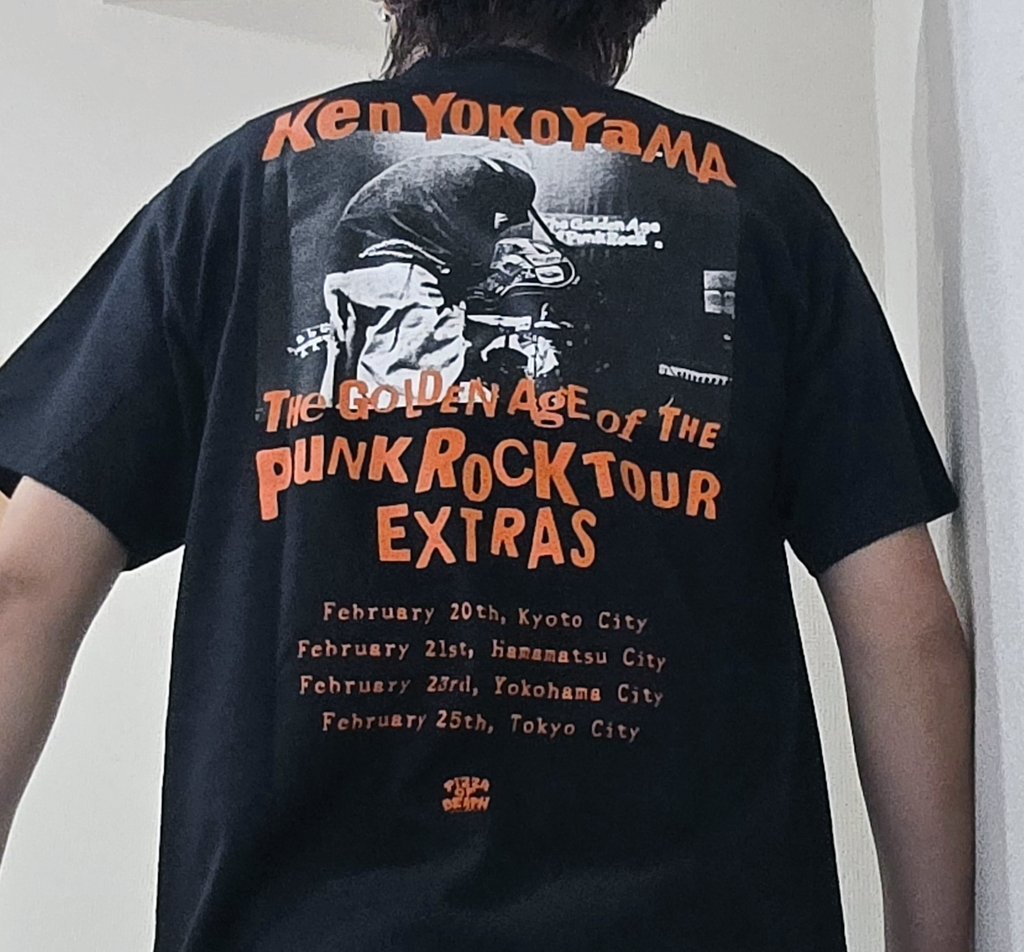 Ken YOKOYaMA
The Golden Age
of Punk Rock.
THe GOlDEN AgE of THE
PUNK ROCK TOUR
EXTRAS
February 20th, Kyoto City
February 21st, Hamamatsu City
February 23rd, Yokohama City
February 25th, Tokyo City
PIZZA
OF
DEATH